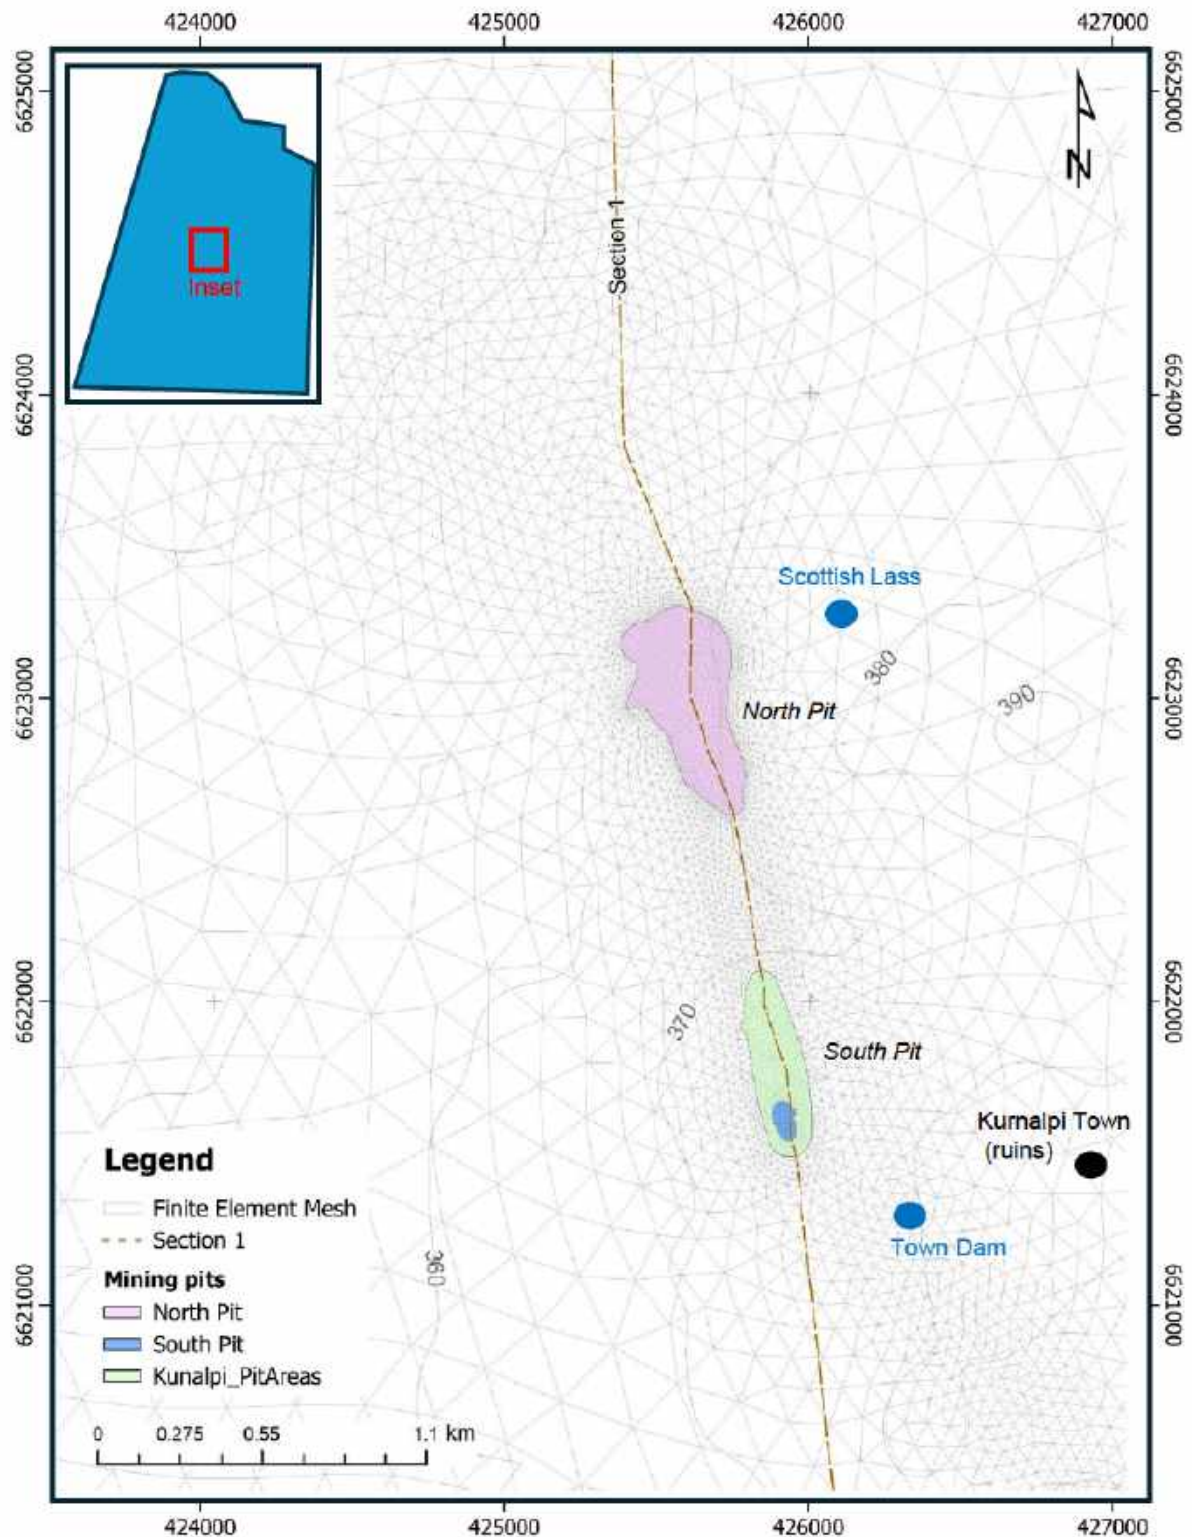 424000 425000 426000 427000
6625000
6625000
Inset
N
Section 1
6624000
6624000
Scottish Lass
380
390
6623000
6623000
North Pit
6622000
6622000
370
South Pit
Kurnalpi Town
(ruins)
Town Dam
360
6621000
6621000
Legend
Finite Element Mesh
Section 1
Mining pits
North Pit
South Pit
Kunalpi_PitAreas
0 0.275 0.55 1.1 km
424000 425000 426000 427000